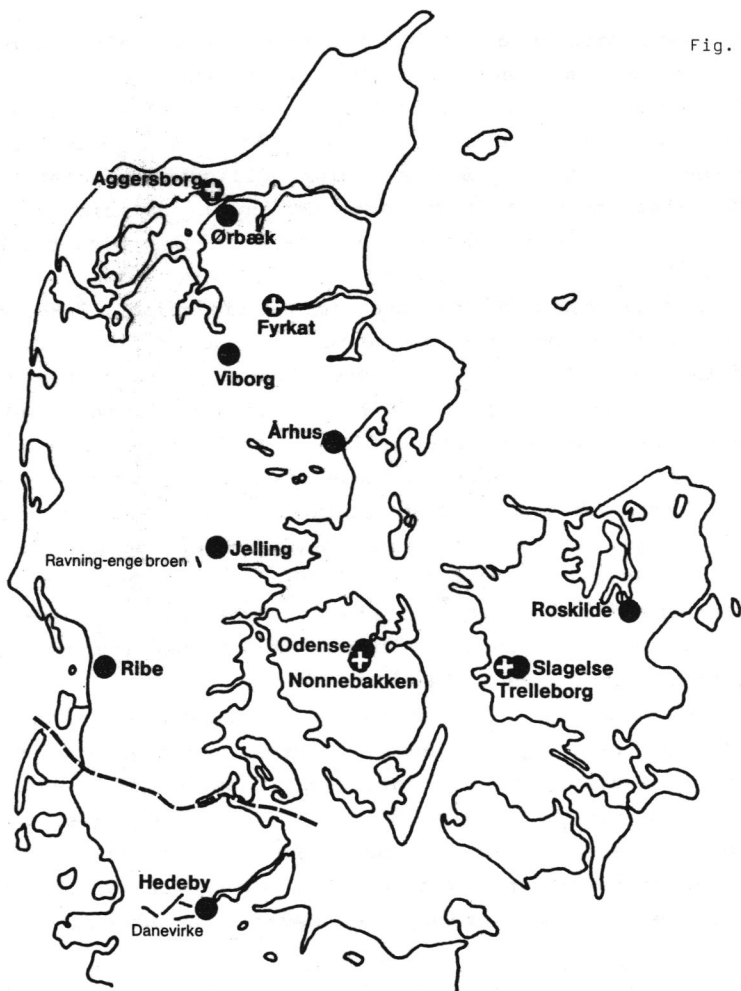 Fig.
Aggersborg
Ørbæk
Fyrkat
Viborg
Århus
Jelling
Ravning-enge broen
Roskilde
Odense
Ribe
Slagelse
Nonnebakken
Trelleborg
Hedeby
Danevirke